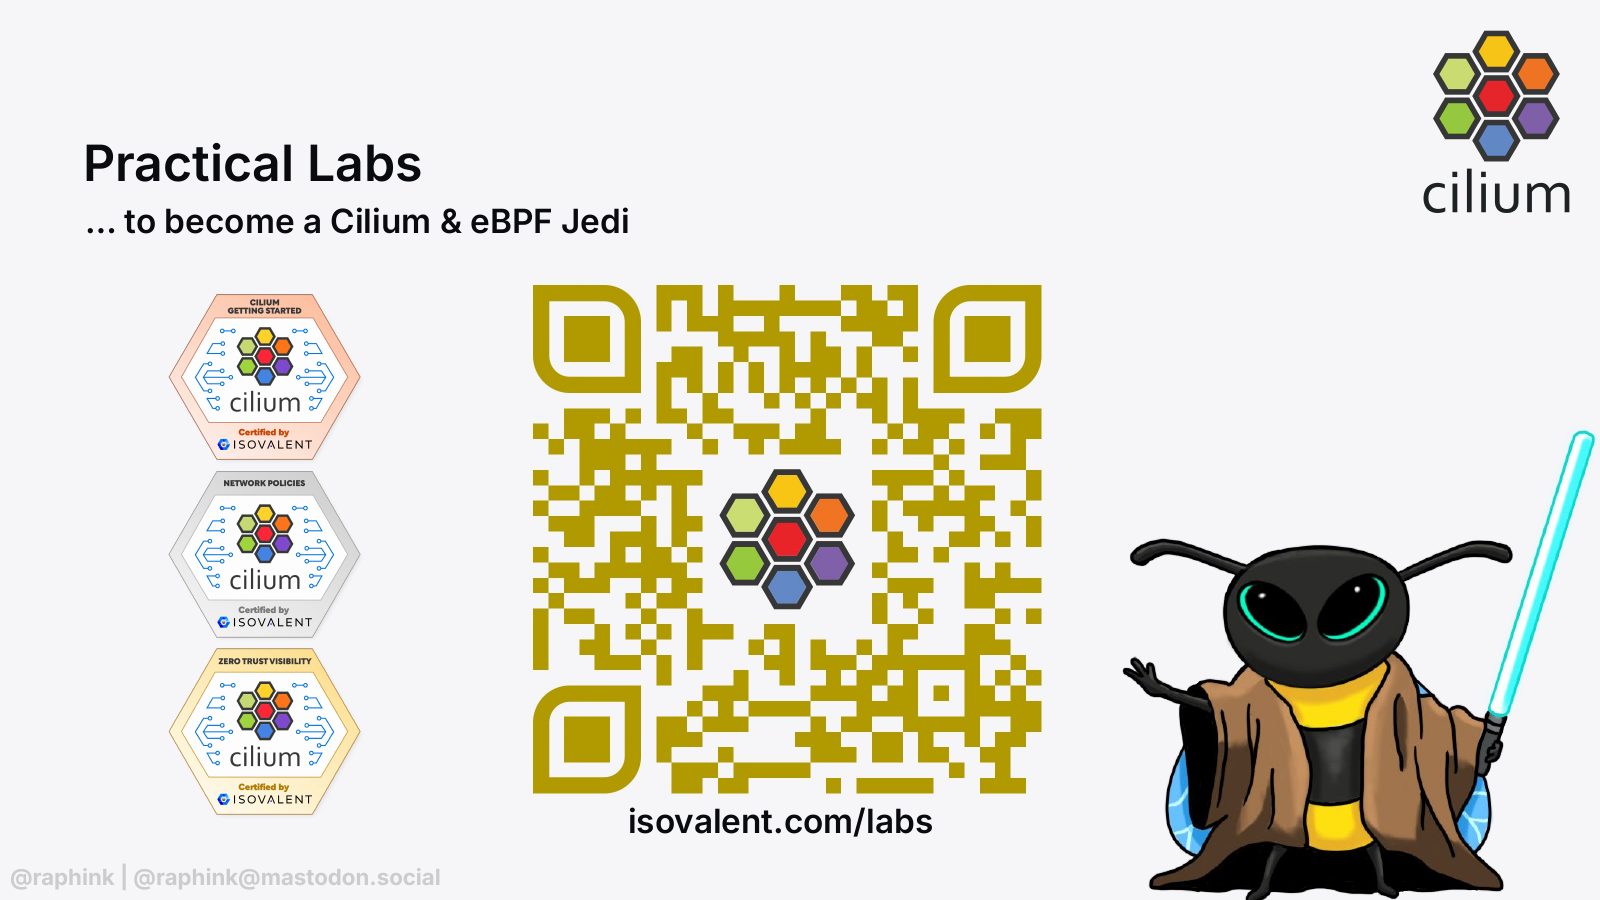 cilium
Practical Labs
... to become a Cilium & eBPF Jedi
CILIUM
GETTING STARTED
cilium
Certified by
ISOVALENT
NETWORK POLICIES
cilium
Certified by
ISOVALENT
ZERO TRUST VISIBILITY
cilium
Certified by
ISOVALENT
isovalent.com/labs
@raphink | @raphink@mastodon.social